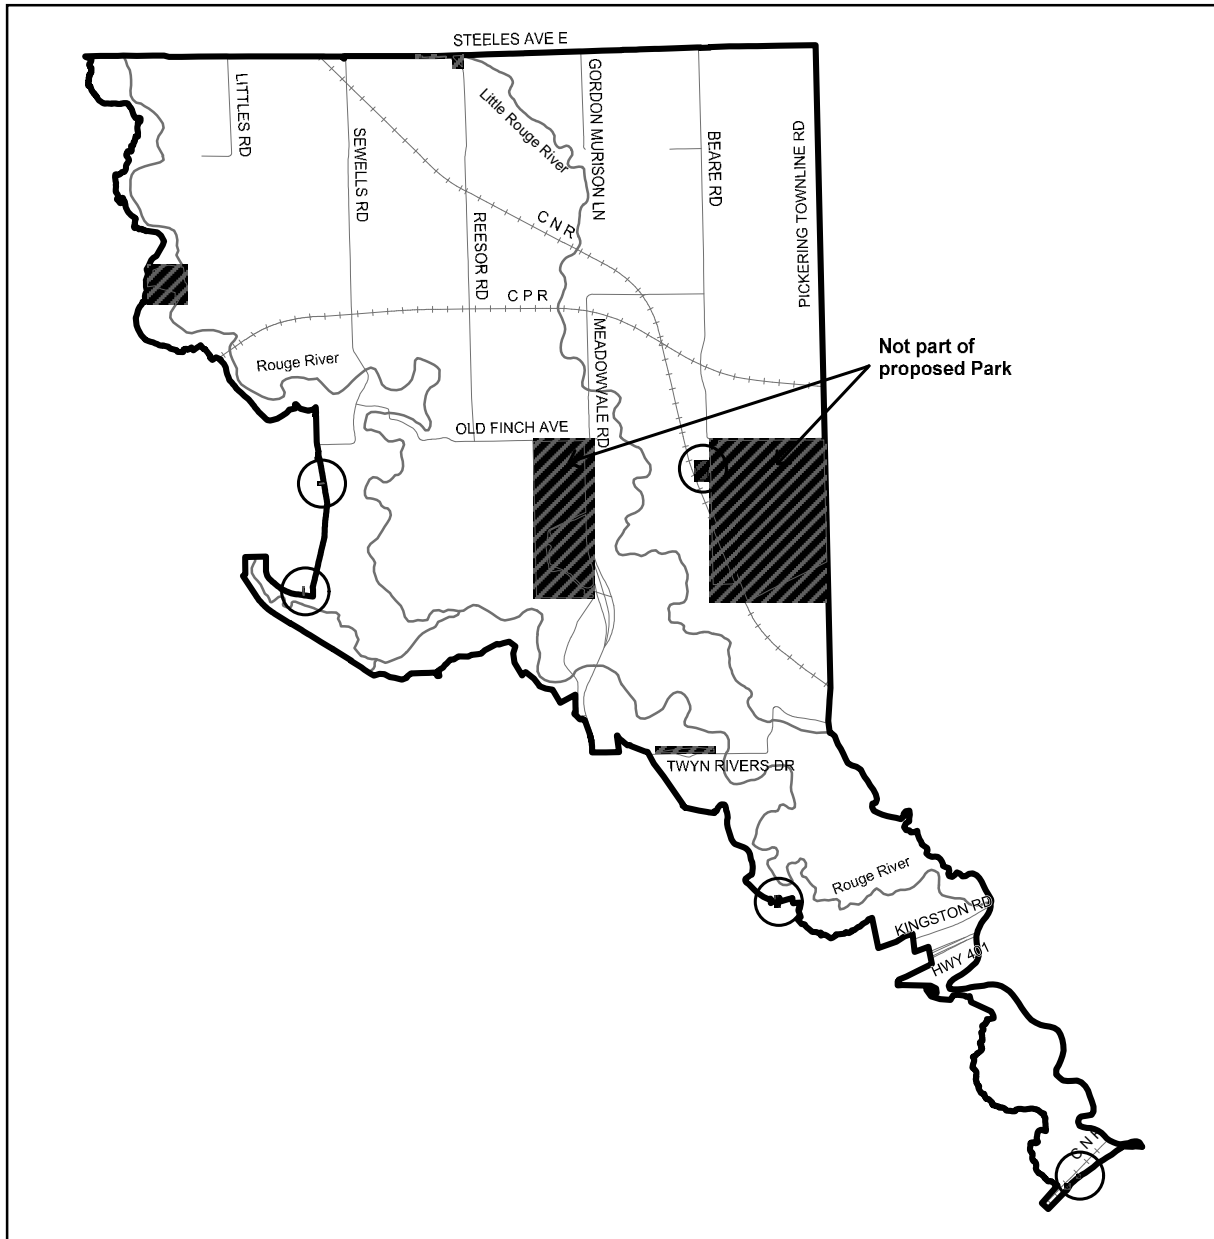 STEELES AVE E
LITTLES RD
SEWELLS RD
REESOR RD
Little Rouge River
GORDON MURISON LN
BEARE RD
PICKERING TOWNLINE RD
C N R
C P R
MEADOWVALE RD
Rouge River
OLD FINCH AVE
Not part of
proposed Park
TWYN RIVERS DR
Rouge River
KINGSTON RD
HWY 401
C N R